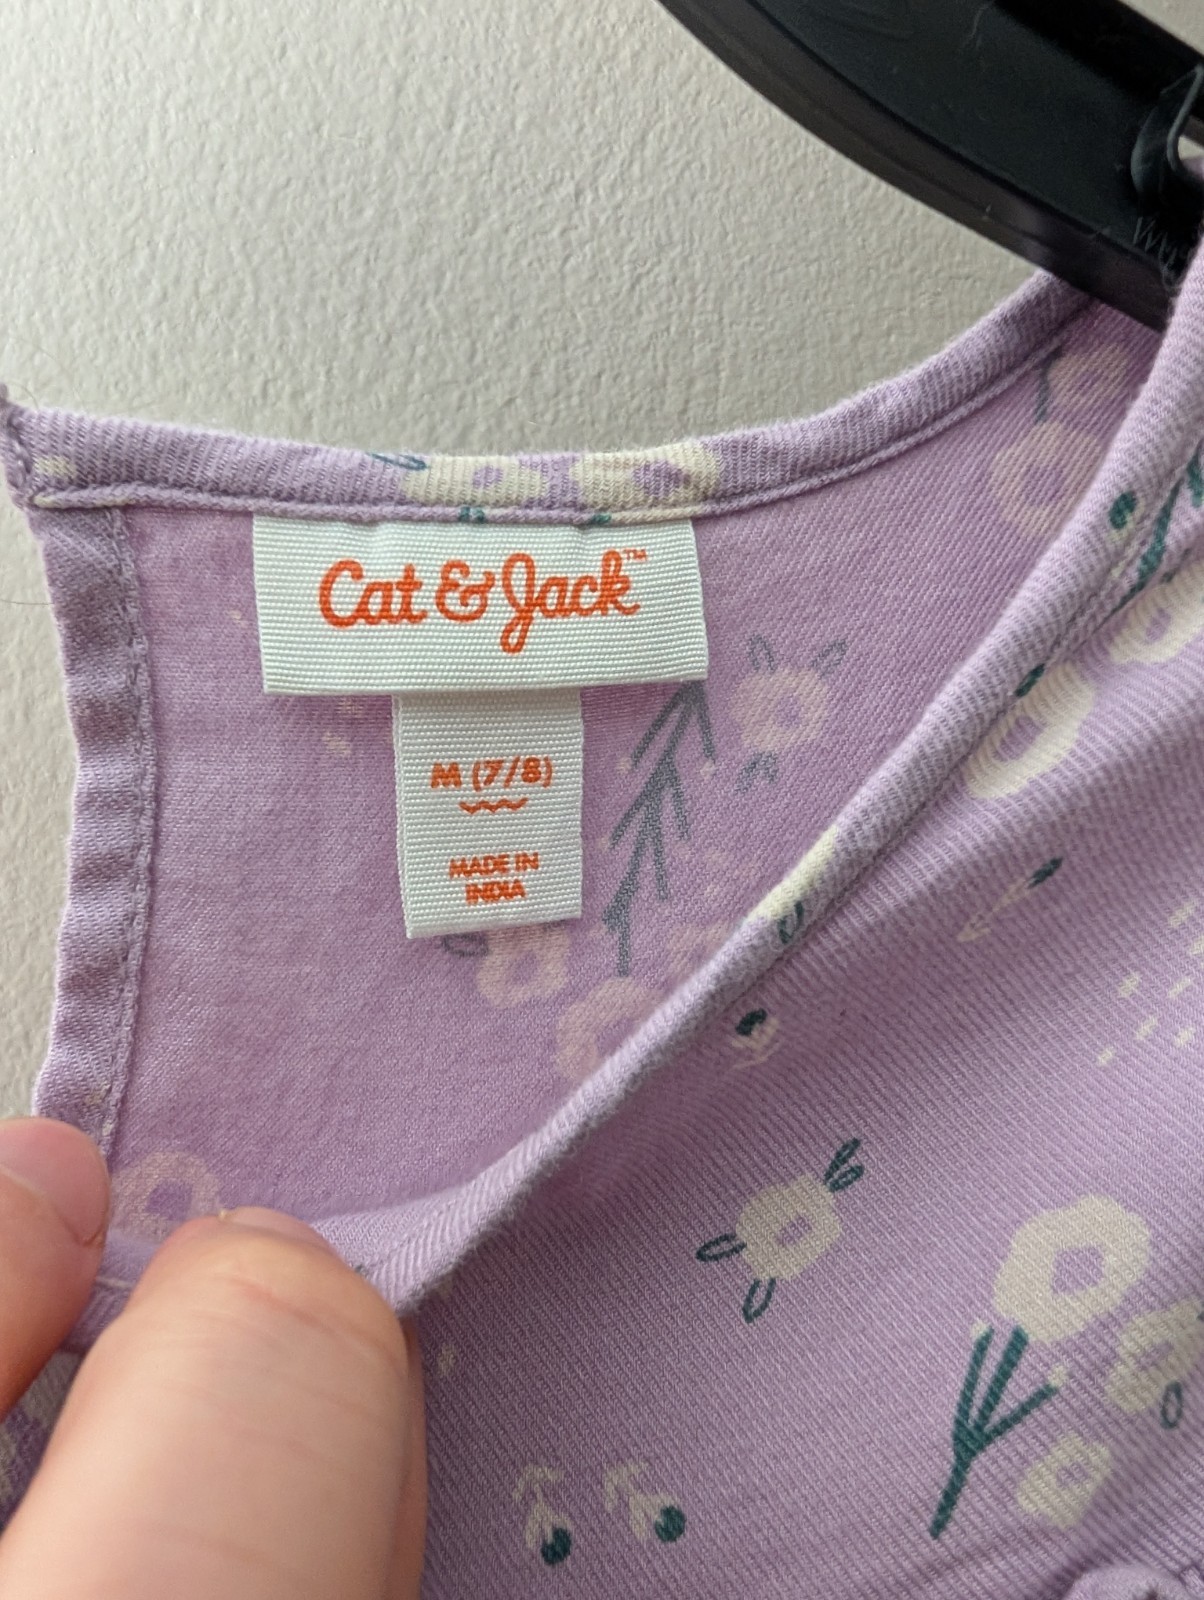 Cat & Jack™
M (7/8)
MADE IN
INDIA